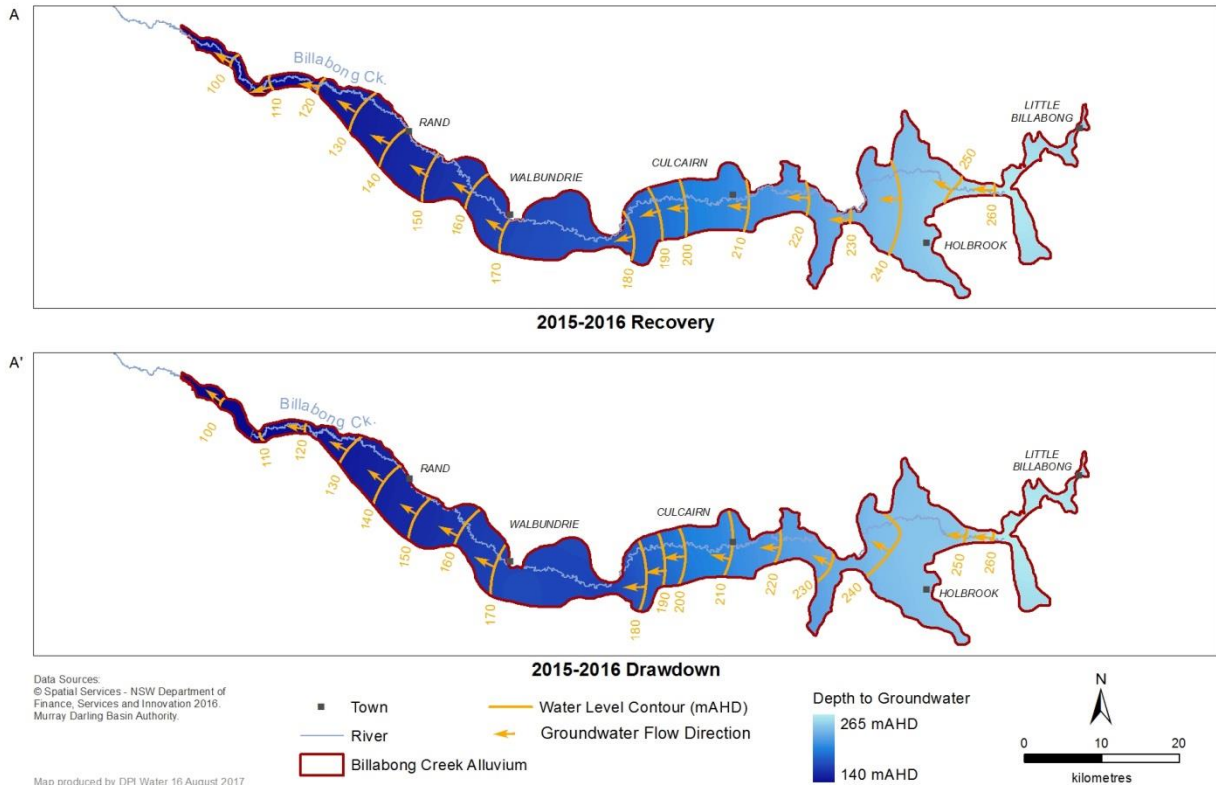 A
Billabong Ck.
100
110
120
130
140
150
160
170
180
190
200
210
220
230
240
250
260
RAND
WALBUNDRIE
CULCAIRN
HOLBROOK
LITTLE
BILLABONG
2015-2016 Recovery
A'
Billabong Ck.
100
110
120
130
140
150
160
170
180
190
200
210
220
230
240
250
260
RAND
WALBUNDRIE
CULCAIRN
HOLBROOK
LITTLE
BILLABONG
2015-2016 Drawdown
Data Sources:
© Spatial Services - NSW Department of
Finance, Services and Innovation 2016.
Murray Darling Basin Authority.
Map produced by DPI Water 16 August 2017
Town
River
Billabong Creek Alluvium
Water Level Contour (mAHD)
Groundwater Flow Direction
Depth to Groundwater
265 mAHD
140 mAHD
N
0 10 20
kilometres